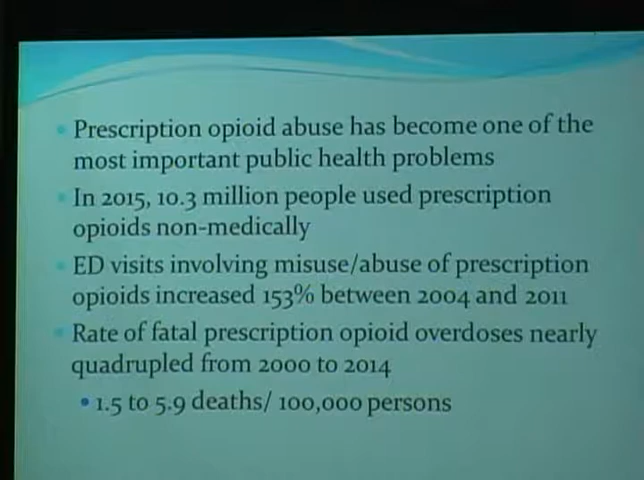 Prescription opioid abuse has become one of the
most important public health problems
In 2015, 10.3 million people used prescription
opioids non-medically
ED visits involving misuse/abuse of prescription
opioids increased 153% between 2004 and 2011
Rate of fatal prescription opioid overdoses nearly
quadrupled from 2000 to 2014
1.5 to 5.9 deaths/ 100,000 persons